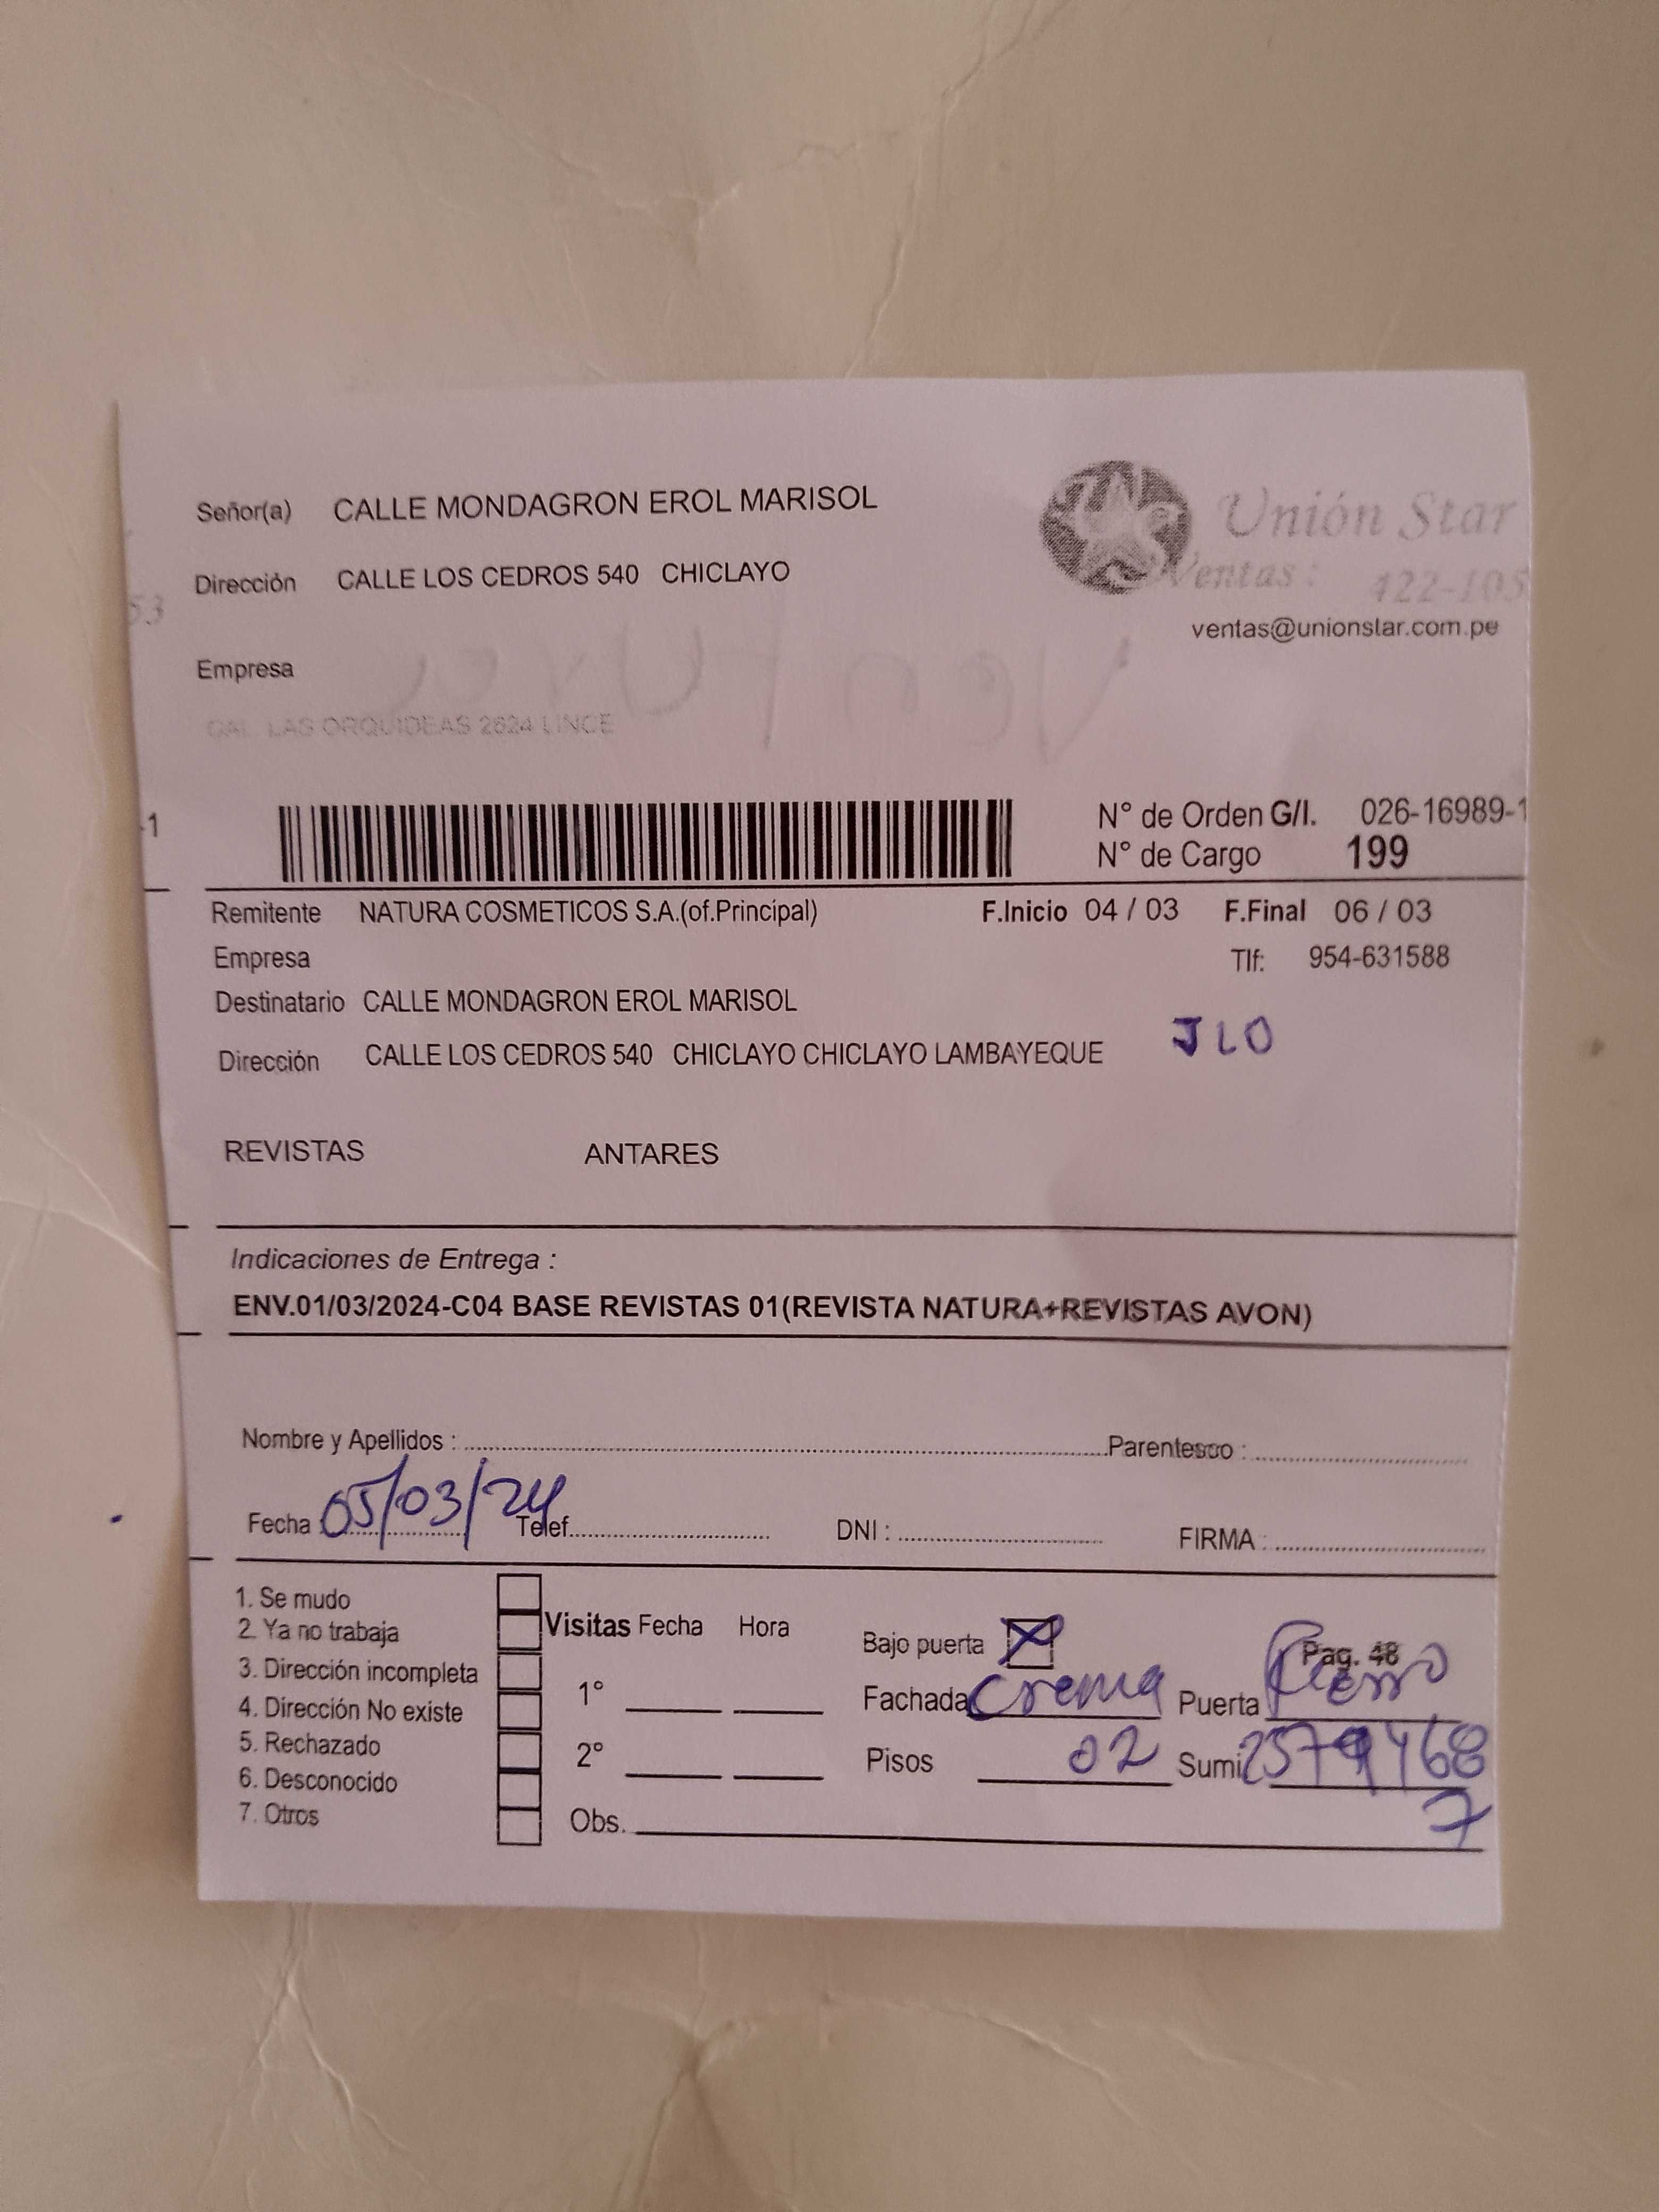 Señor(a) CALLE MONDAGRON EROL MARISOL
Unión Star
Dirección CALLE LOS CEDROS 540 CHICLAYO
Ventas: 422-105
53
ventas@unionstar.com.pe
Empresa
CAL. LAS ORQUIDEAS 2624 LINCE
-1
N° de Orden G/I. 026-16989-1
N° de Cargo 199
Remitente NATURA COSMETICOS S.A.(of.Principal) F.Inicio 04 / 03 F.Final 06 / 03
Empresa Tlf: 954-631588
Destinatario CALLE MONDAGRON EROL MARISOL
JLO
Dirección CALLE LOS CEDROS 540 CHICLAYO CHICLAYO LAMBAYEQUE
REVISTAS ANTARES
Indicaciones de Entrega :
ENV.01/03/2024-C04 BASE REVISTAS 01(REVISTA NATURA+REVISTAS AVON)
Nombre y Apellidos : Parentesco :
Fecha : 05/03/24 Telef. DNI : FIRMA :
1. Se mudo
2. Ya no trabaja
3. Dirección incompleta
4. Dirección No existe
5. Rechazado
6. Desconocido
7. Otros
Visitas Fecha Hora
1°
2°
Obs.
Bajo puerta X
Pag. 48
Fachada crema Puerta
Pisos 02 Sumi
7